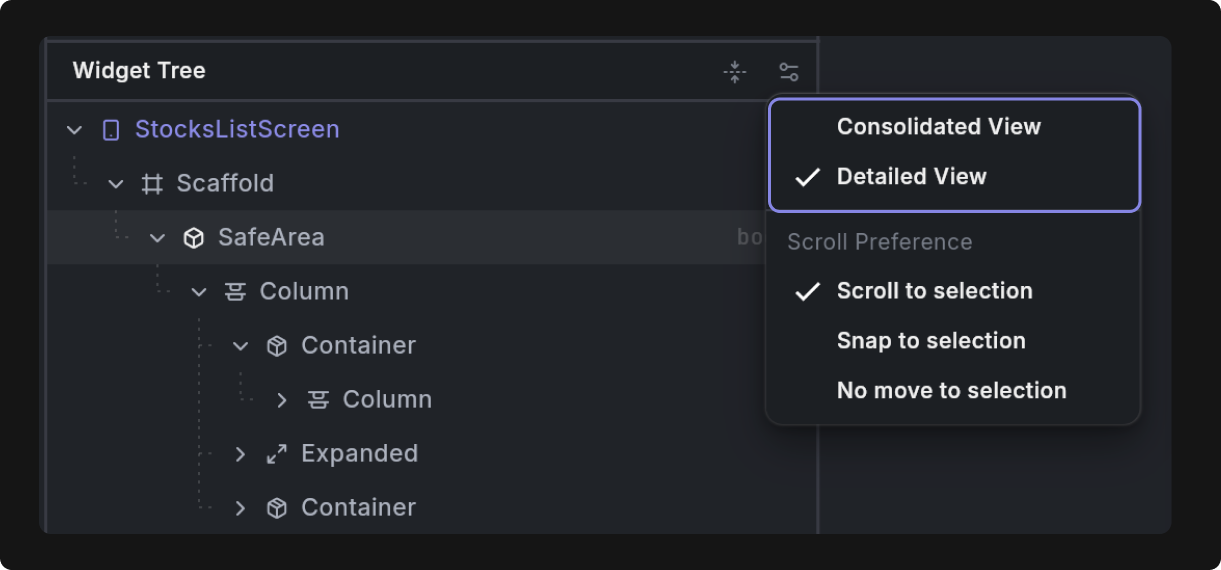 Widget Tree
StocksListScreen
Scaffold
SafeArea
Column
Container
Column
Expanded
Container
Consolidated View
Detailed View
Scroll Preference
Scroll to selection
Snap to selection
No move to selection